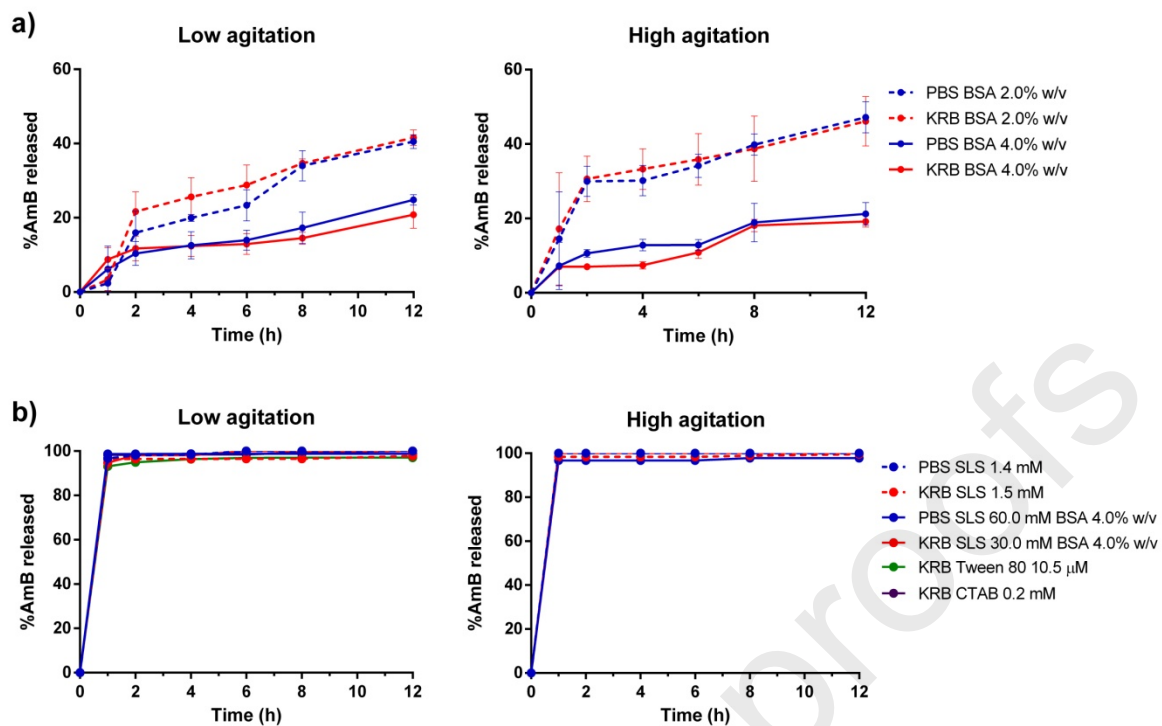 a)
Low agitation
High agitation
%AmB released
60
40
20
0
0 2 4 6 8 10 12
Time (h)
%AmB released
60
40
20
0
0 2 4 6 8 10 12
Time (h)
PBS BSA 2.0% w/v
KRB BSA 2.0% w/v
PBS BSA 4.0% w/v
KRB BSA 4.0% w/v
b)
Low agitation
High agitation
%AmB released
100
80
60
40
20
0
0 2 4 6 8 10 12
Time (h)
%AmB released
100
80
60
40
20
0
0 2 4 6 8 10 12
Time (h)
PBS SLS 1.4 mM
KRB SLS 1.5 mM
PBS SLS 60.0 mM BSA 4.0% w/v
KRB SLS 30.0 mM BSA 4.0% w/v
KRB Tween 80 10.5 μM
KRB CTAB 0.2 mM
proofs